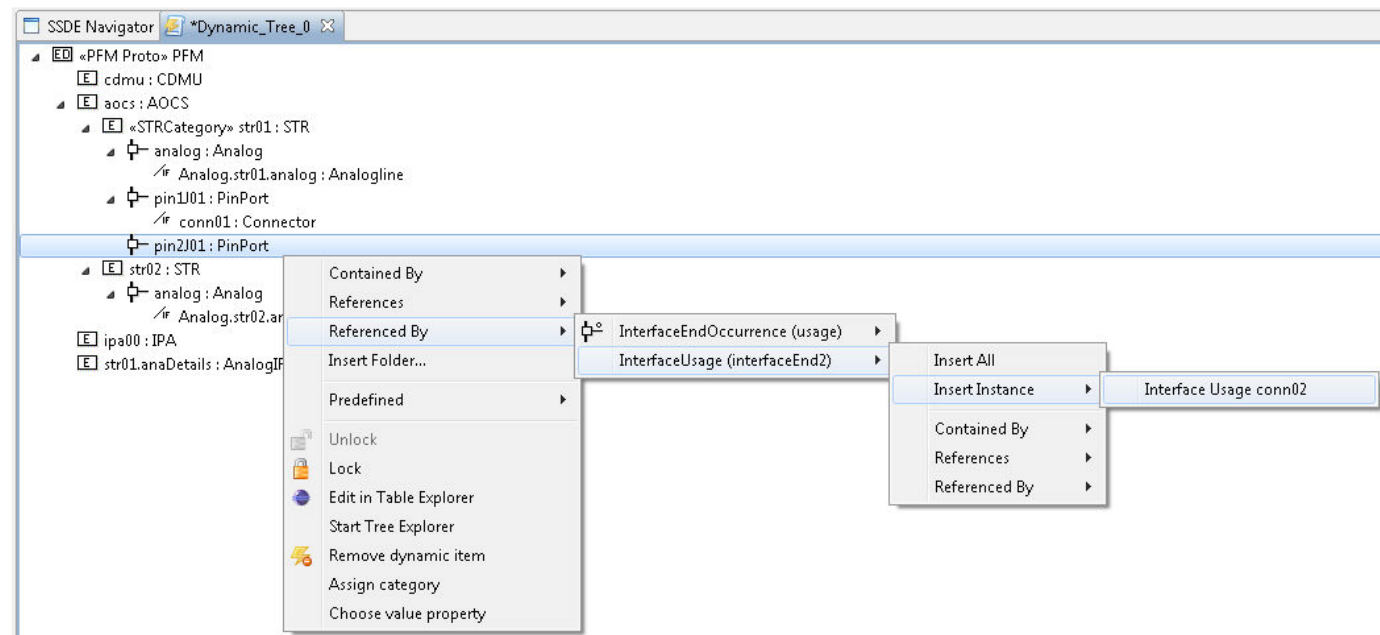 SSDE Navigator *Dynamic_Tree_0
ED «PFM Proto» PFM
E cdmu : CDMU
E aocs : AOCS
E «STRCategory» str01 : STR
analog : Analog
IF Analog.str01.analog : Analogline
pin1J01 : PinPort
IF conn01 : Connector
pin2J01 : PinPort
E str02 : STR
analog : Analog
IF Analog.str02.ar
E ipa00 : IPA
E str01.anaDetails : AnalogIF
Contained By
References
Referenced By
Insert Folder...
Predefined
Unlock
Lock
Edit in Table Explorer
Start Tree Explorer
Remove dynamic item
Assign category
Choose value property
InterfaceEndOccurrence (usage)
InterfaceUsage (interfaceEnd2)
Insert All
Insert Instance
Contained By
References
Referenced By
Interface Usage conn02